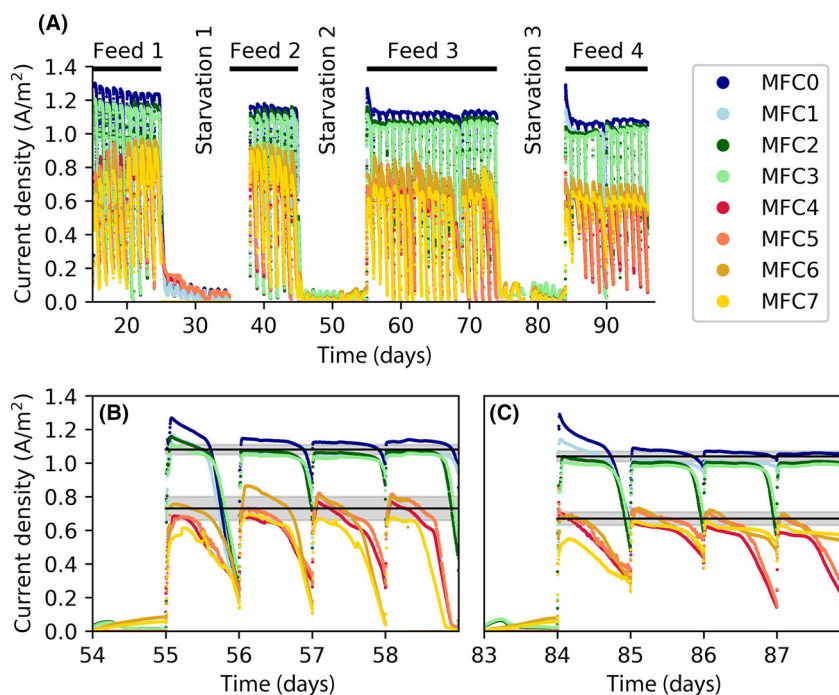 (A)
Feed 1
Starvation 1
Feed 2
Starvation 2
Feed 3
Starvation 3
Feed 4
Current density (A/m²)
1.4
1.2
1.0
0.8
0.6
0.4
0.2
0.0
20
30
40
50
60
70
80
90
Time (days)
MFC0
MFC1
MFC2
MFC3
MFC4
MFC5
MFC6
MFC7
(B)
Current density (A/m²)
1.4
1.2
1.0
0.8
0.6
0.4
0.2
0.0
54
55
56
57
58
Time (days)
(C)
83
84
85
86
87
Time (days)